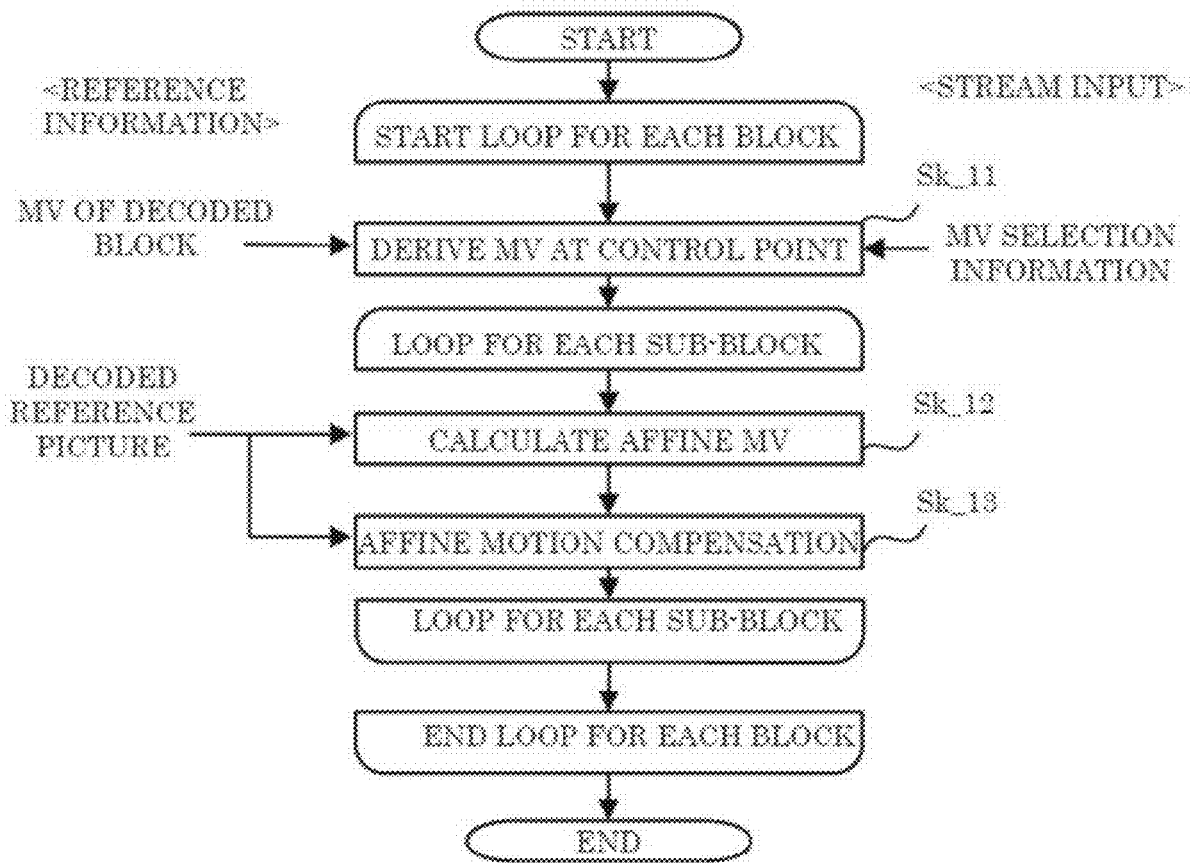 START
<REFERENCE
INFORMATION>
<STREAM INPUT>
START LOOP FOR EACH BLOCK
Sk_11
MV OF DECODED
BLOCK
DERIVE MV AT CONTROL POINT
MV SELECTION
INFORMATION
LOOP FOR EACH SUB-BLOCK
DECODED
REFERENCE
PICTURE
Sk_12
CALCULATE AFFINE MV
Sk_13
AFFINE MOTION COMPENSATION
LOOP FOR EACH SUB-BLOCK
END LOOP FOR EACH BLOCK
END